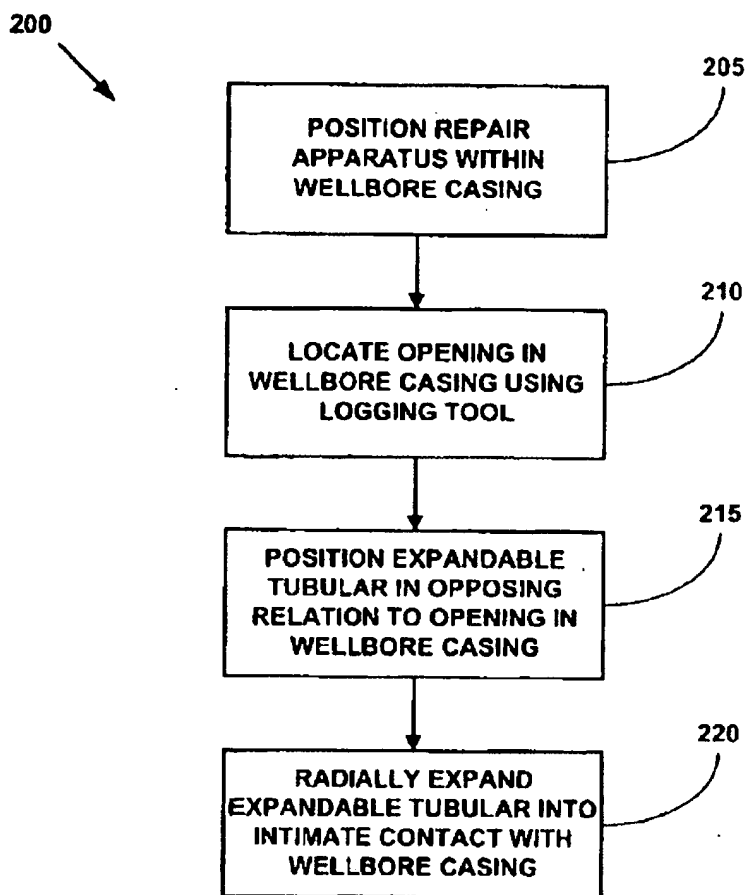 200
205
POSITION REPAIR
APPARATUS WITHIN
WELLBORE CASING
210
LOCATE OPENING IN
WELLBORE CASING USING
LOGGING TOOL
215
POSITION EXPANDABLE
TUBULAR IN OPPOSING
RELATION TO OPENING IN
WELLBORE CASING
220
RADIALLY EXPAND
EXPANDABLE TUBULAR INTO
INTIMATE CONTACT WITH
WELLBORE CASING